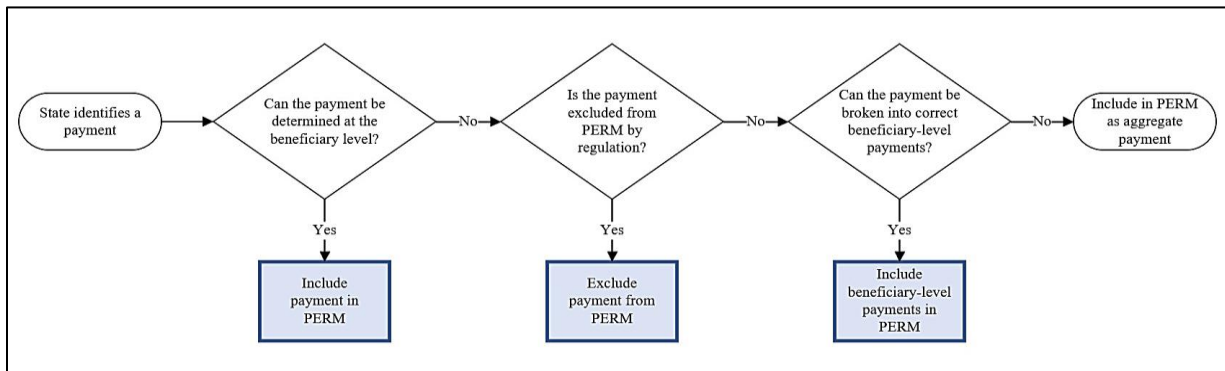 State identifies a
payment
Can the payment be
determined at the
beneficiary level?
No
Is the payment
excluded from
PERM by
regulation?
No
Can the payment be
broken into correct
beneficiary-level
payments?
No
Include in PERM
as aggregate
payment
Yes
Yes
Yes
Include
payment in
PERM
Exclude
payment from
PERM
Include
beneficiary-level
payments in
PERM